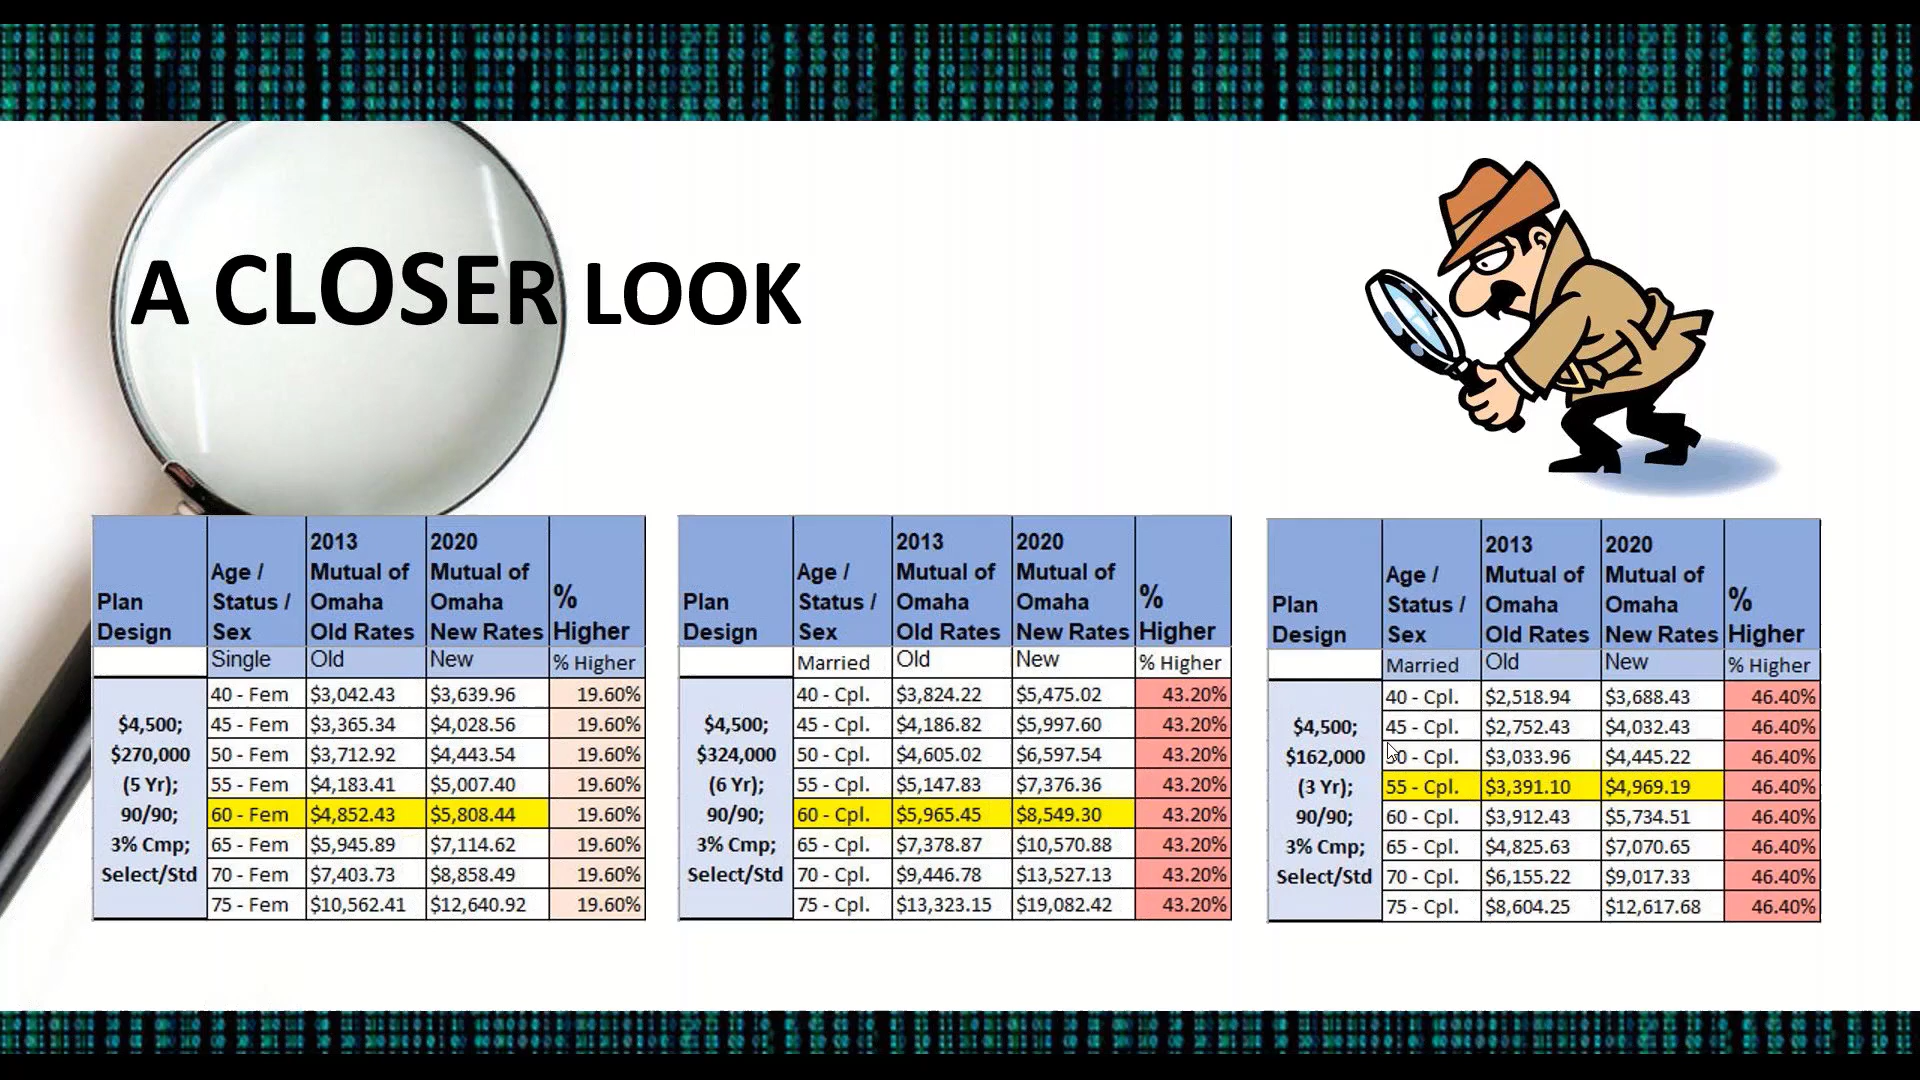 A CLOSER LOOK
Plan Design | Age / Status / Sex | 2013 Mutual of Omaha Old Rates | 2020 Mutual of Omaha New Rates | % Higher
Single | Old | New | % Higher
$4,500; $270,000 (5 Yr); 90/90; 3% Cmp; Select/Std
40 - Fem | $3,042.43 | $3,639.96 | 19.60%
45 - Fem | $3,365.34 | $4,028.56 | 19.60%
50 - Fem | $3,712.92 | $4,443.54 | 19.60%
55 - Fem | $4,183.41 | $5,007.40 | 19.60%
60 - Fem | $4,852.43 | $5,808.44 | 19.60%
65 - Fem | $5,945.89 | $7,114.62 | 19.60%
70 - Fem | $7,403.73 | $8,858.49 | 19.60%
75 - Fem | $10,562.41 | $12,640.92 | 19.60%
Plan Design | Age / Status / Sex | 2013 Mutual of Omaha Old Rates | 2020 Mutual of Omaha New Rates | % Higher
Married | Old | New | % Higher
$4,500; $324,000 (6 Yr); 90/90; 3% Cmp; Select/Std
40 - Cpl. | $3,824.22 | $5,475.02 | 43.20%
45 - Cpl. | $4,186.82 | $5,997.60 | 43.20%
50 - Cpl. | $4,605.02 | $6,597.54 | 43.20%
55 - Cpl. | $5,147.83 | $7,376.36 | 43.20%
60 - Cpl. | $5,965.45 | $8,549.30 | 43.20%
65 - Cpl. | $7,378.87 | $10,570.88 | 43.20%
70 - Cpl. | $9,446.78 | $13,527.13 | 43.20%
75 - Cpl. | $13,323.15 | $19,082.42 | 43.20%
Plan Design | Age / Status / Sex | 2013 Mutual of Omaha Old Rates | 2020 Mutual of Omaha New Rates | % Higher
Married | Old | New | % Higher
$4,500; $162,000 (3 Yr); 90/90; 3% Cmp; Select/Std
40 - Cpl. | $2,518.94 | $3,688.43 | 46.40%
45 - Cpl. | $2,752.43 | $4,032.43 | 46.40%
50 - Cpl. | $3,033.96 | $4,445.22 | 46.40%
55 - Cpl. | $3,391.10 | $4,969.19 | 46.40%
60 - Cpl. | $3,912.43 | $5,734.51 | 46.40%
65 - Cpl. | $4,825.63 | $7,070.65 | 46.40%
70 - Cpl. | $6,155.22 | $9,017.33 | 46.40%
75 - Cpl. | $8,604.25 | $12,617.68 | 46.40%